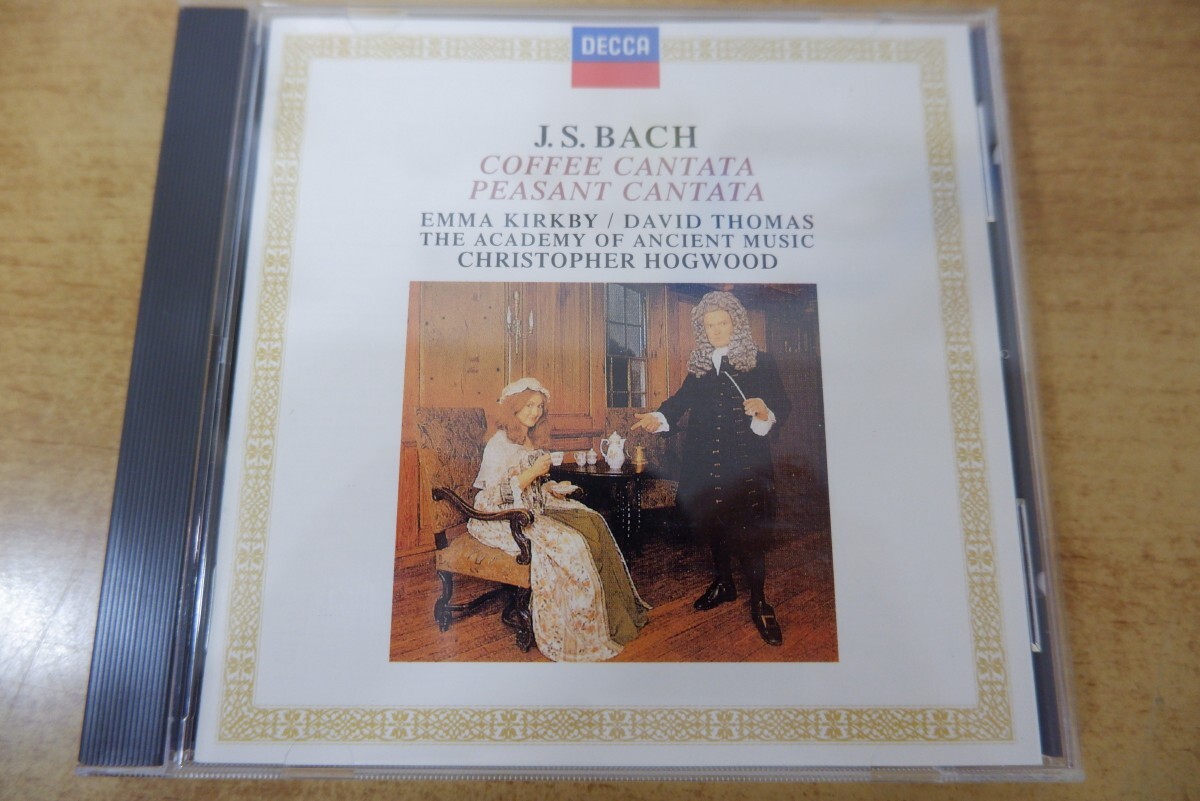 DECCA
J. S. BACH
COFFEE CANTATA
PEASANT CANTATA
EMMA KIRKBY / DAVID THOMAS
THE ACADEMY OF ANCIENT MUSIC
CHRISTOPHER HOGWOOD